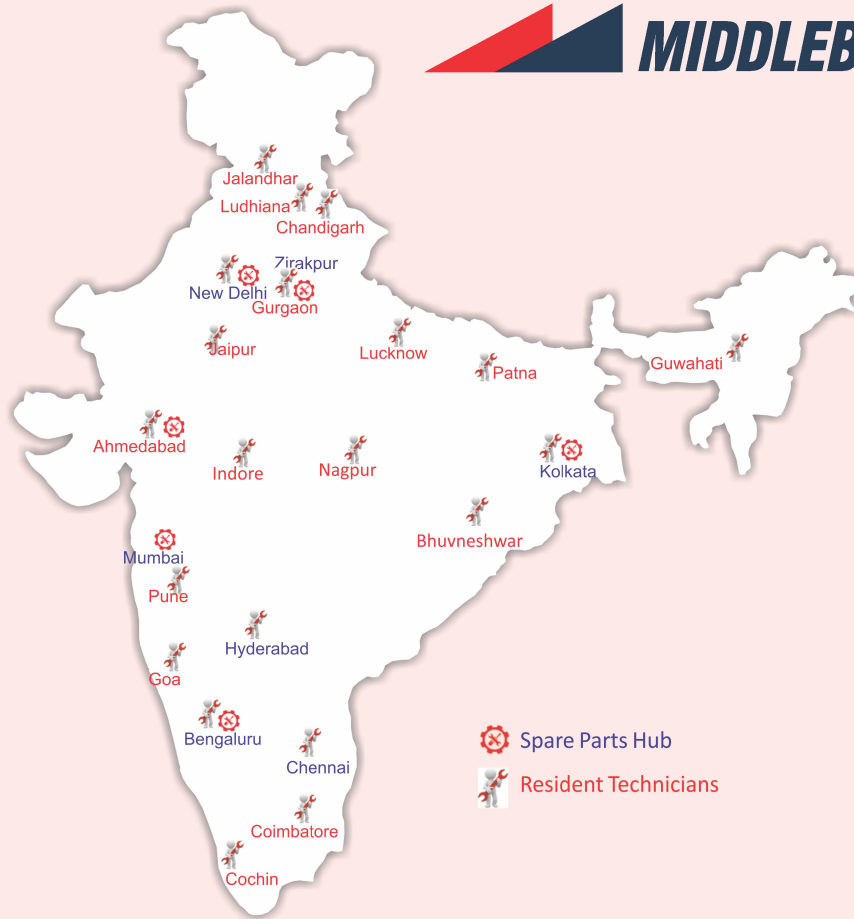 MIDDLEB
Jalandhar
Ludhiana
Chandigarh
Zirakpur
New Delhi
Gurgaon
Jaipur
Lucknow
Patna
Guwahati
Ahmedabad
Indore
Nagpur
Kolkata
Bhuvneshwar
Mumbai
Pune
Hyderabad
Goa
Bengaluru
Chennai
Spare Parts Hub
Resident Technicians
Coimbatore
Cochin